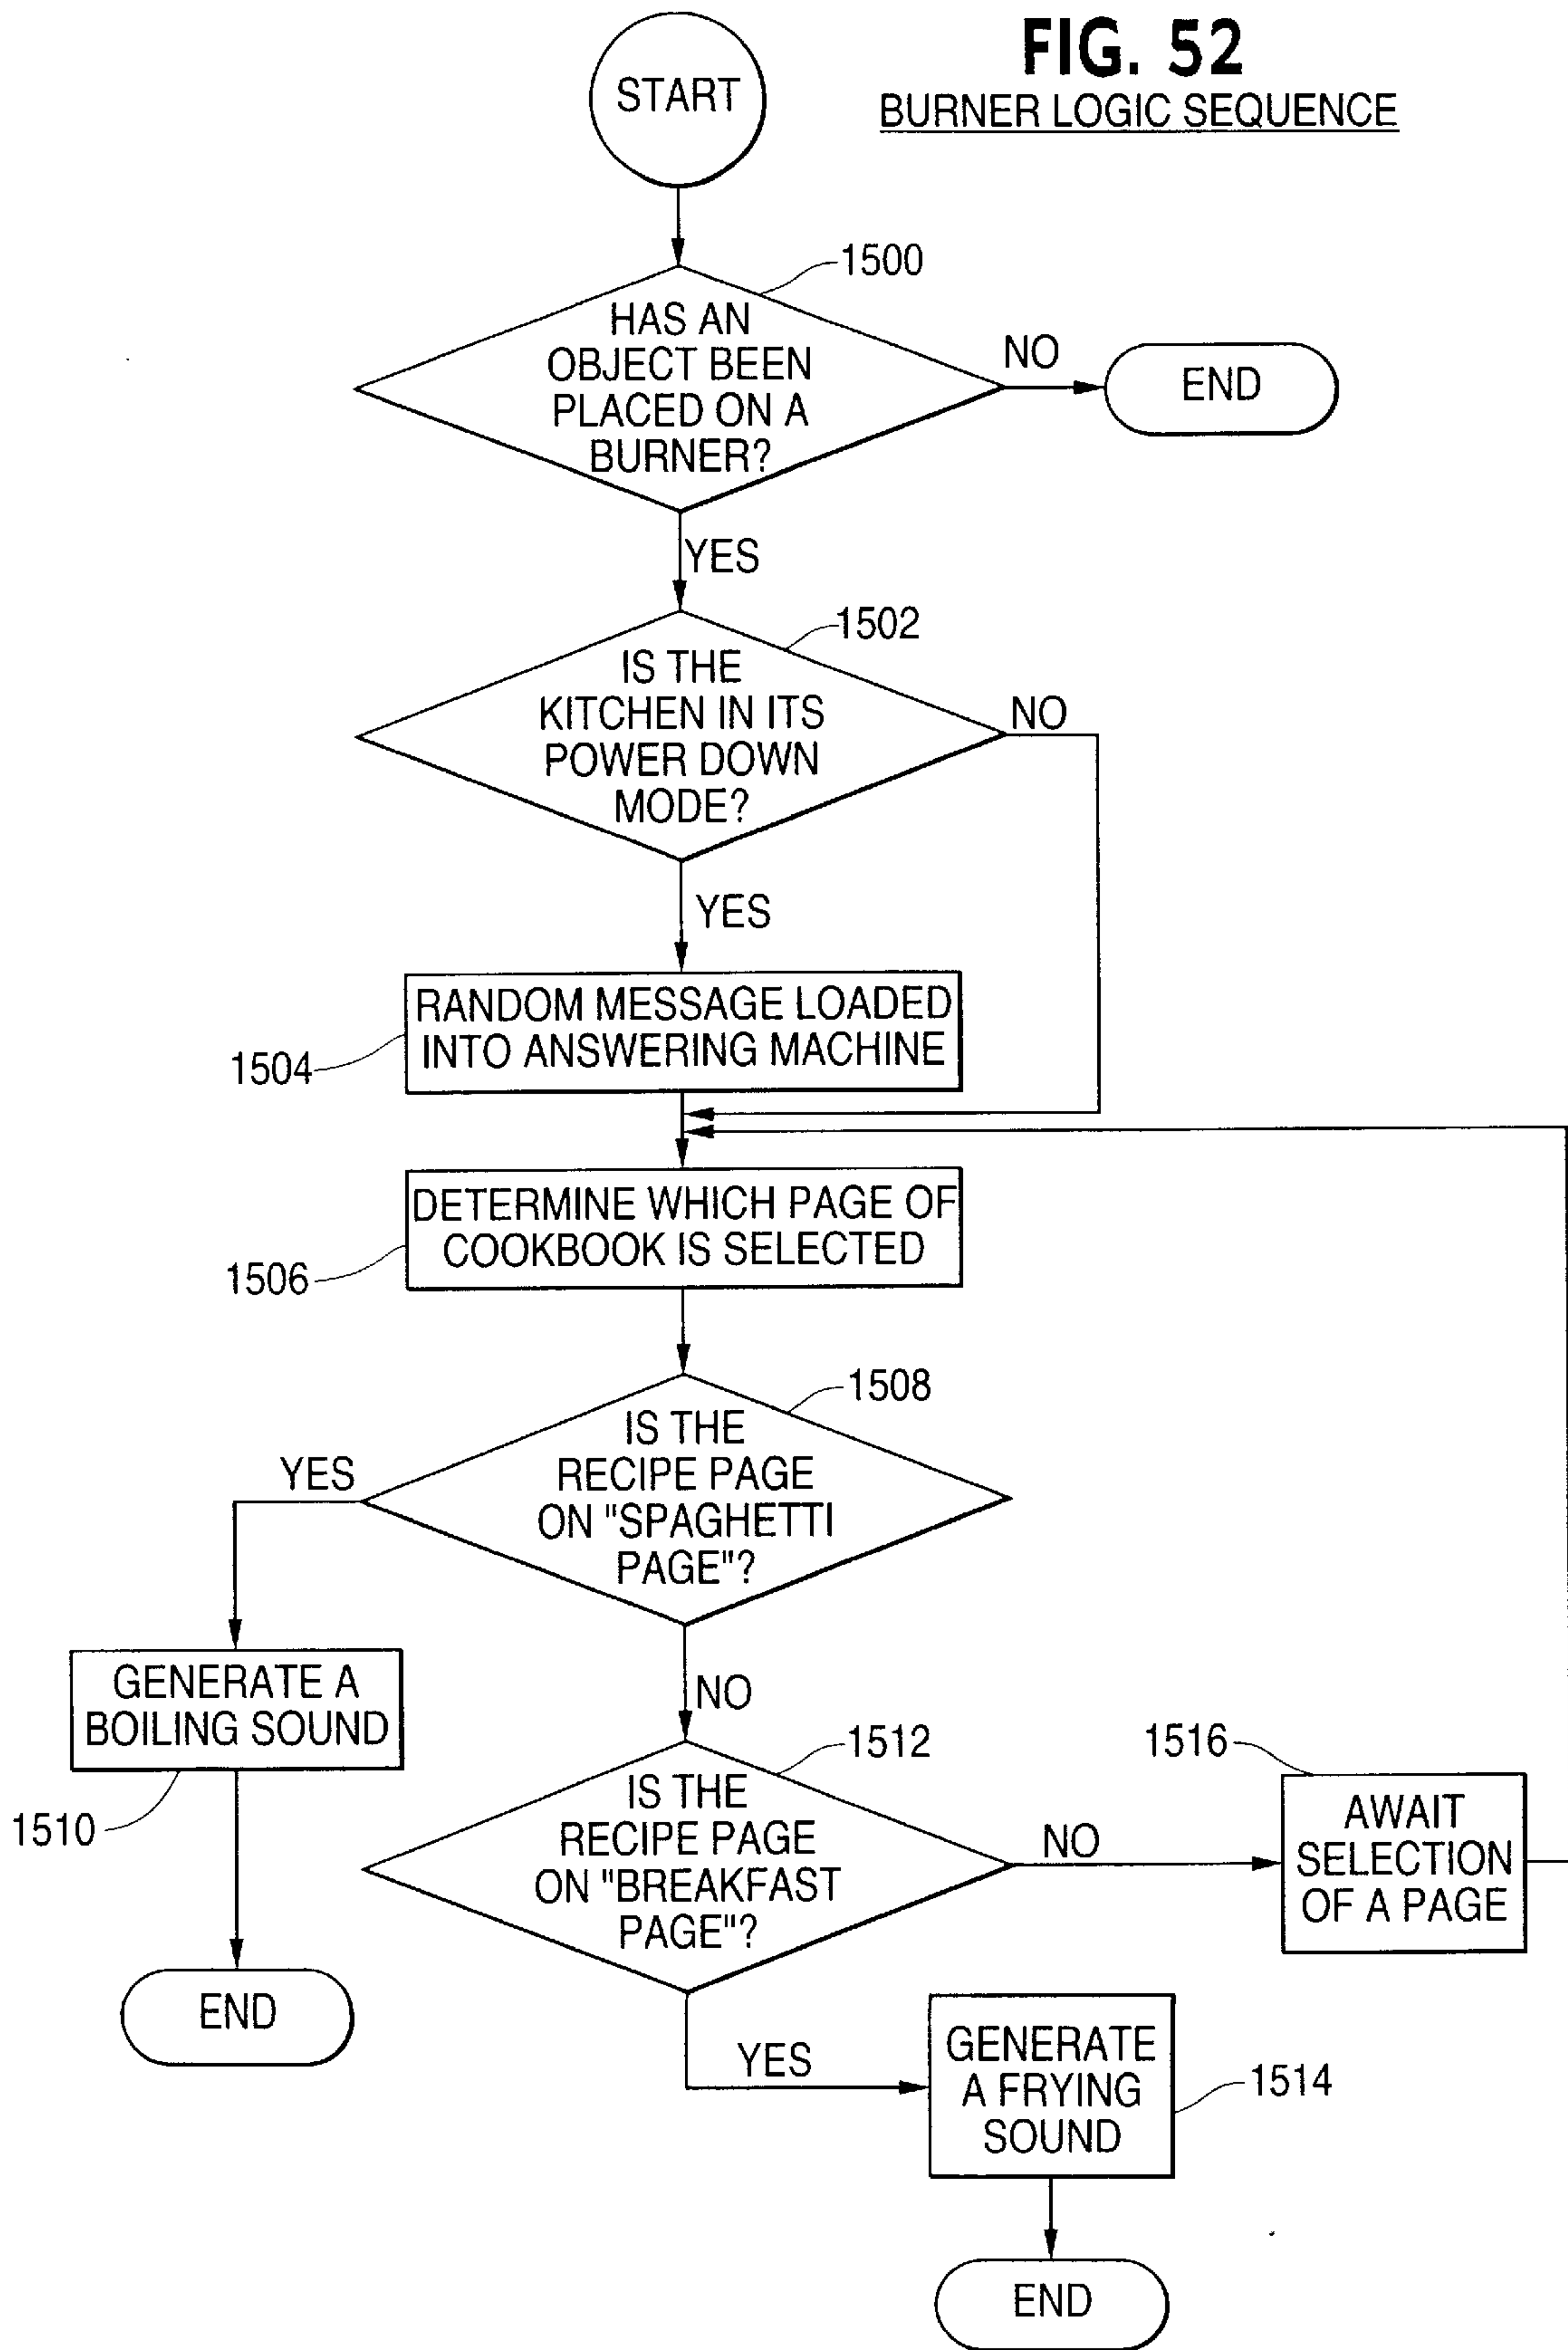 FIG. 52
BURNER LOGIC SEQUENCE
START
1500
HAS AN
OBJECT BEEN
PLACED ON A
BURNER?
NO
END
YES
1502
IS THE
KITCHEN IN ITS
POWER DOWN
MODE?
NO
YES
RANDOM MESSAGE LOADED
INTO ANSWERING MACHINE
1504
DETERMINE WHICH PAGE OF
COOKBOOK IS SELECTED
1506
1508
IS THE
RECIPE PAGE
ON "SPAGHETTI
PAGE"?
YES
GENERATE A
BOILING SOUND
1510
END
NO
1512
IS THE
RECIPE PAGE
ON "BREAKFAST
PAGE"?
NO
1516
AWAIT
SELECTION
OF A PAGE
YES
GENERATE
A FRYING
SOUND
1514
END